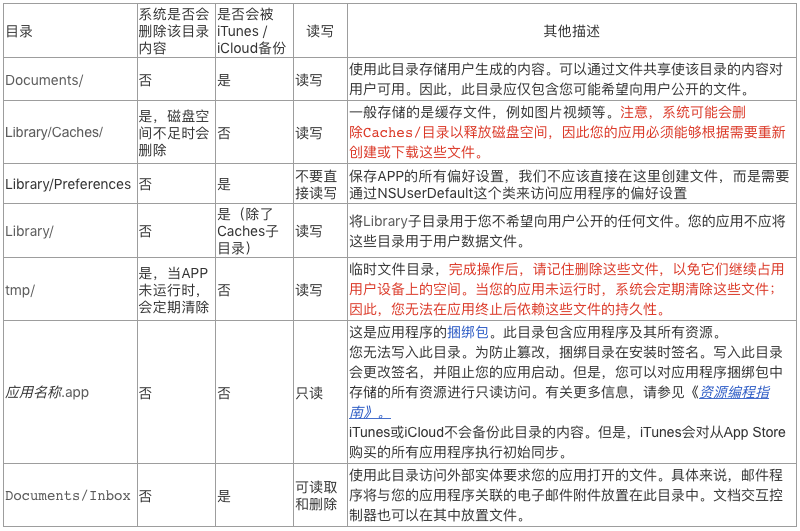 目录
系统是否会
删除该目录
内容
是否会被
iTunes /
iCloud备份
读写
其他描述
Documents/
否
是
读写
使用此目录存储用户生成的内容。可以通过文件共享使该目录的内容对
用户可用。因此，此目录应仅包含您可能希望向用户公开的文件。
Library/Caches/
是，磁盘空
间不足时会
删除
否
读写
一般存储的是缓存文件，例如图片视频等。注意，系统可能会删
除Caches/目录以释放磁盘空间，因此您的应用必须能够根据需要重新
创建或下载这些文件。
Library/Preferences
否
是
不要直
接读写
保存APP的所有偏好设置，我们不应该直接在这里创建文件，而是需要
通过NSUserDefault这个类来访问应用程序的偏好设置
Library/
否
是（除了
Caches子
目录）
读写
将Library子目录用于您不希望向用户公开的任何文件。您的应用不应将
这些目录用于用户数据文件。
tmp/
是，当APP
未运行时，
会定期清除
否
读写
临时文件目录，完成操作后，请记住删除这些文件，以免它们继续占用
用户设备上的空间。当您的应用未运行时，系统会定期清除这些文件；
因此，您无法在应用终止后依赖这些文件的持久性。
应用名称.app
否
否
只读
这是应用程序的捆绑包。此目录包含应用程序及其所有资源。
您无法写入此目录。为防止篡改，捆绑目录在安装时签名。写入此目录
会更改签名，并阻止您的应用启动。但是，您可以对应用程序捆绑包中
存储的所有资源进行只读访问。有关更多信息，请参见《资源编程指
南》。
iTunes或iCloud不会备份此目录的内容。但是，iTunes会对从App Store
购买的所有应用程序执行初始同步。
Documents/Inbox
否
是
可读取
和删除
使用此目录访问外部实体要求您的应用打开的文件。具体来说，邮件程
序将与您的应用程序关联的电子邮件附件放置在此目录中。文档交互控
制器也可以在其中放置文件。